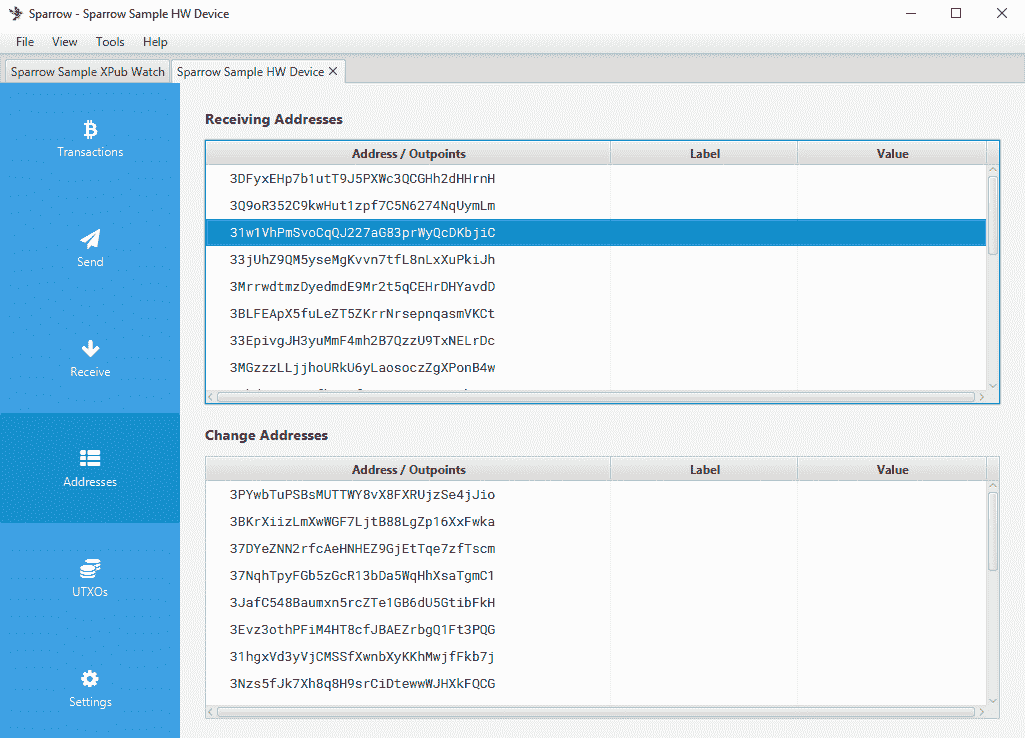 Sparrow - Sparrow Sample HW Device
File View Tools Help
Sparrow Sample XPub Watch Sparrow Sample HW Device
Transactions
Send
Receive
Addresses
UTXOs
Settings
Receiving Addresses
Address / Outpoints Label Value
3DFyxEHp7b1utT9J5PXWc3QCGHh2dHHrnH
3Q9oR352C9kwHut1zpf7C5N6274NqUymLm
31w1VhPmSvoCqQJ227aGB3prWyQcDKbjiC
33jUhZ9QM5yseMgKvvn7tfL8nLxXuPkiJh
3MrrwdtmzDyedmdE9Mr2t5qCEHrDHYavdD
3BLFEApX5fuLeZT5ZKrrNrsepnqasmVKCt
33EpivgJH3yuMmF4mh2B7QzzU9TxNELrDc
3MGzzzLLjjhoURkU6yLaosoczZgXPonB4w
Change Addresses
Address / Outpoints Label Value
3PYwbTuPSBsMUTTWY8vX8FXRUjzSe4jJio
3BKrXiizLmXwWGF7LjtB88LgZp16XxFwka
37DYeZNN2rfcAeHNHEZ9GjEtTqe7zfTscm
37NqhTpyFGb5zGcR13bDa5WqHhXsaTgmC1
3JafC548Baumxn5rcZTe1GB6dU5GtibFkH
3Evz3othPFiM4HT8cfJBAEZrbgQ1Ft3PQG
31hgxVd3yVjCMSSfXwnbXyKKhMwjfFkb7j
3Nzs5fJk7Xh8q8H9srCiDtewwWJHXkFQCG